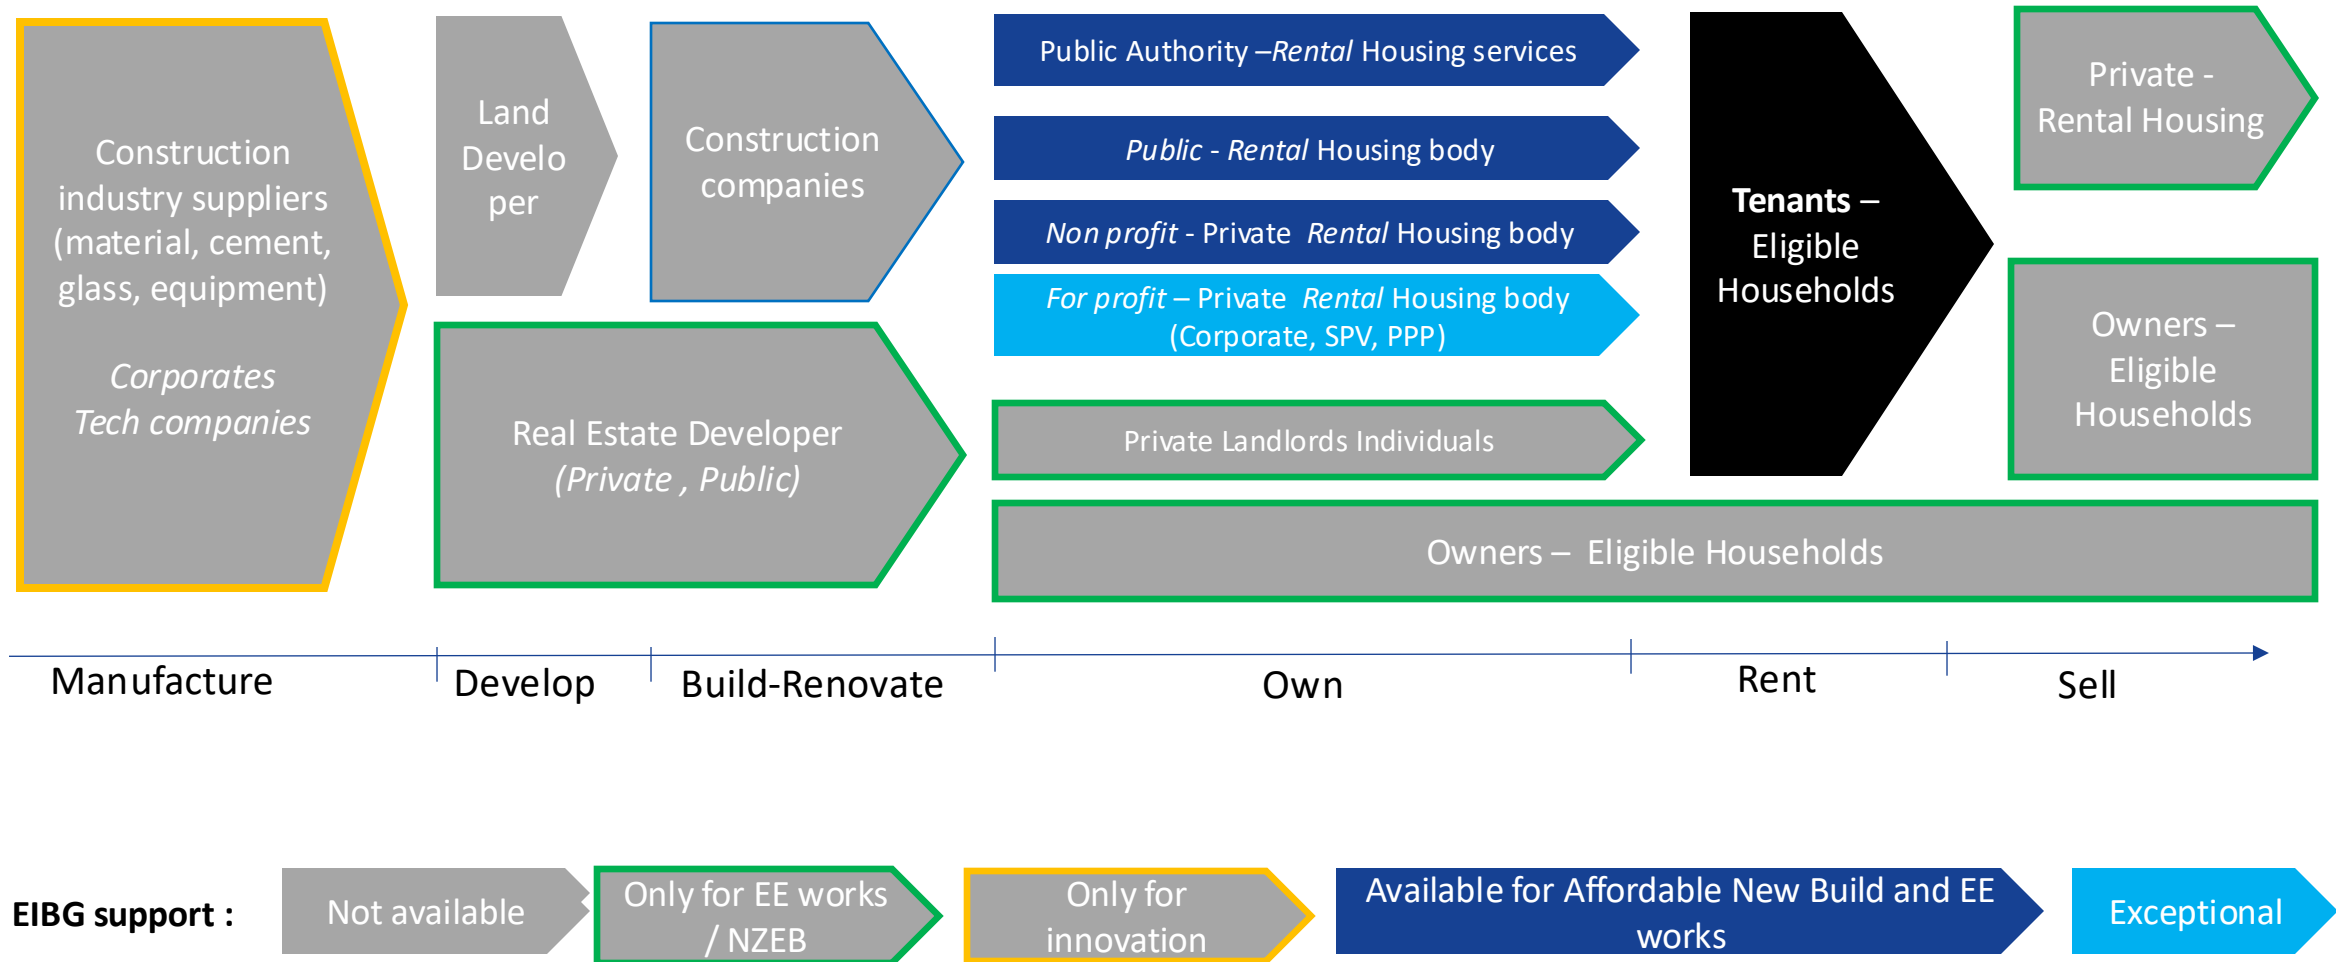 Construction
industry suppliers
(material, cement,
glass, equipment)
Corporates
Tech companies
Land
Develo
per
Construction
companies
Real Estate Developer
(Private , Public)
Public Authority –Rental Housing services
Public - Rental Housing body
Non profit - Private Rental Housing body
For profit – Private Rental Housing body
(Corporate, SPV, PPP)
Private Landlords Individuals
Owners – Eligible Households
Tenants –
Eligible
Households
Private -
Rental Housing
Owners –
Eligible
Households
Manufacture
Develop
Build-Renovate
Own
Rent
Sell
EIBG support :
Not available
Only for EE works
/ NZEB
Only for
innovation
Available for Affordable New Build and EE
works
Exceptional